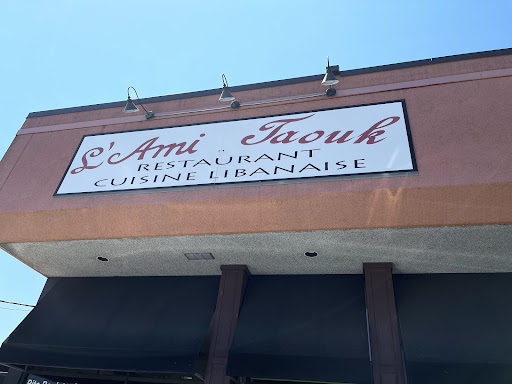 L'Ami Taouk
RESTAURANT
CUISINE LIBANAISE